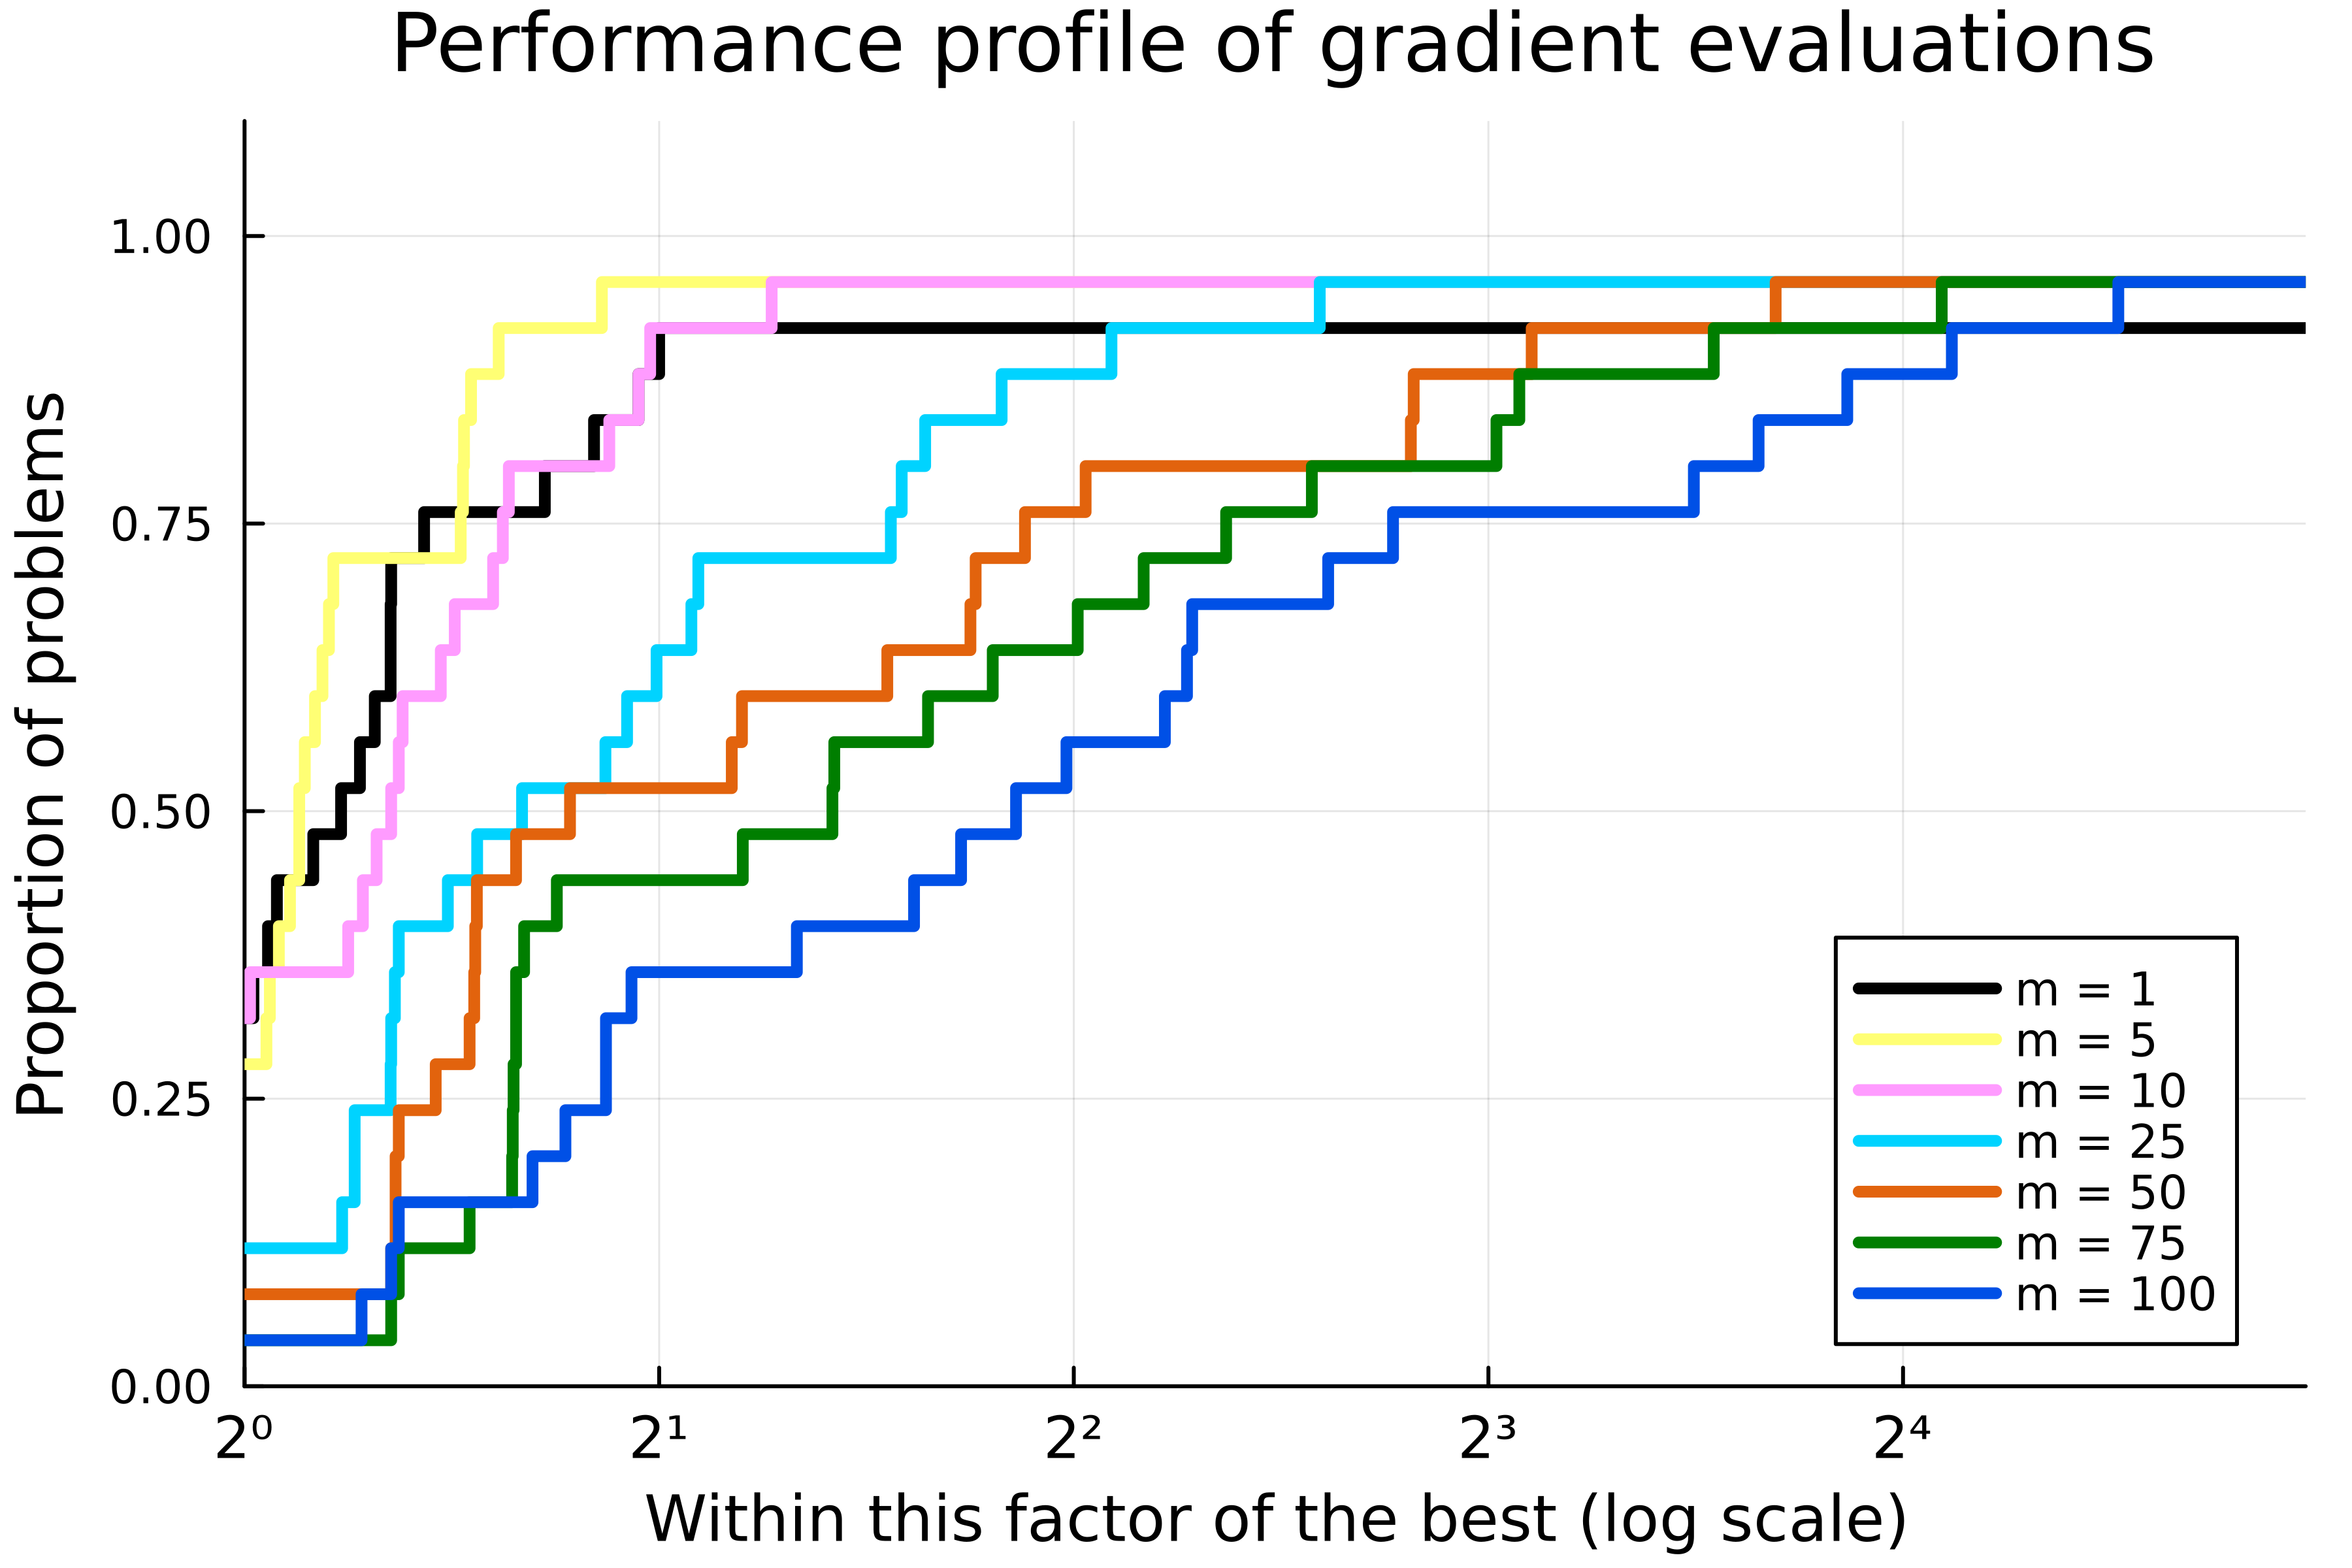 Performance profile of gradient evaluations
Proportion of problems
1.00
0.75
0.50
0.25
0.00
2⁰ 2¹ 2² 2³ 2⁴
Within this factor of the best (log scale)
m = 1
m = 5
m = 10
m = 25
m = 50
m = 75
m = 100